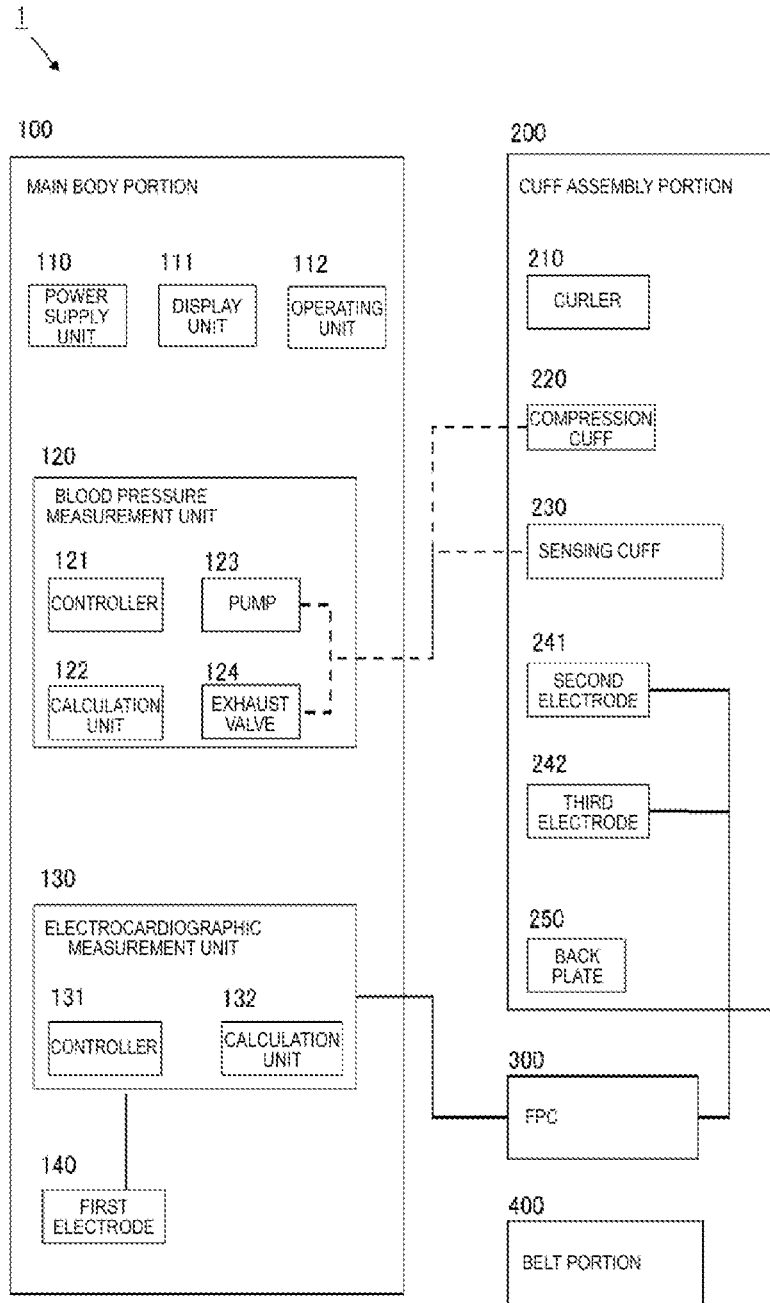 1
100
MAIN BODY PORTION
110
POWER
SUPPLY
UNIT
111
DISPLAY
UNIT
112
OPERATING
UNIT
120
BLOOD PRESSURE
MEASUREMENT UNIT
121
CONTROLLER
123
PUMP
122
CALCULATION
UNIT
124
EXHAUST
VALVE
130
ELECTROCARDIOGRAPHIC
MEASUREMENT UNIT
131
CONTROLLER
132
CALCULATION
UNIT
140
FIRST
ELECTRODE
200
CUFF ASSEMBLY PORTION
210
CURLER
220
COMPRESSION
CUFF
230
SENSING CUFF
241
SECOND
ELECTRODE
242
THIRD
ELECTRODE
250
BACK
PLATE
300
FPC
400
BELT PORTION